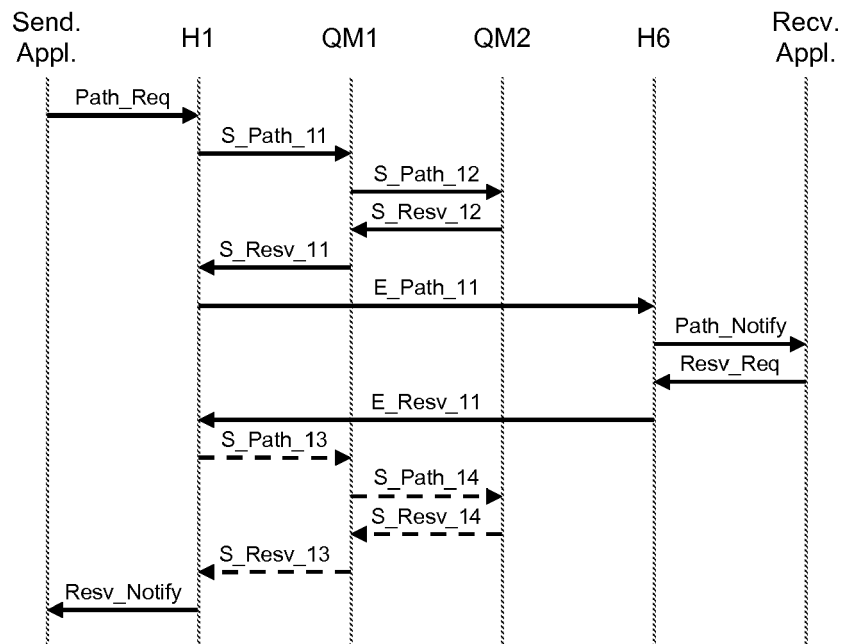 Send. Appl.
H1
QM1
QM2
H6
Recv. Appl.
Path_Req
S_Path_11
S_Path_12
S_Resv_12
S_Resv_11
E_Path_11
Path_Notify
Resv_Req
E_Resv_11
S_Path_13
S_Path_14
S_Resv_14
S_Resv_13
Resv_Notify